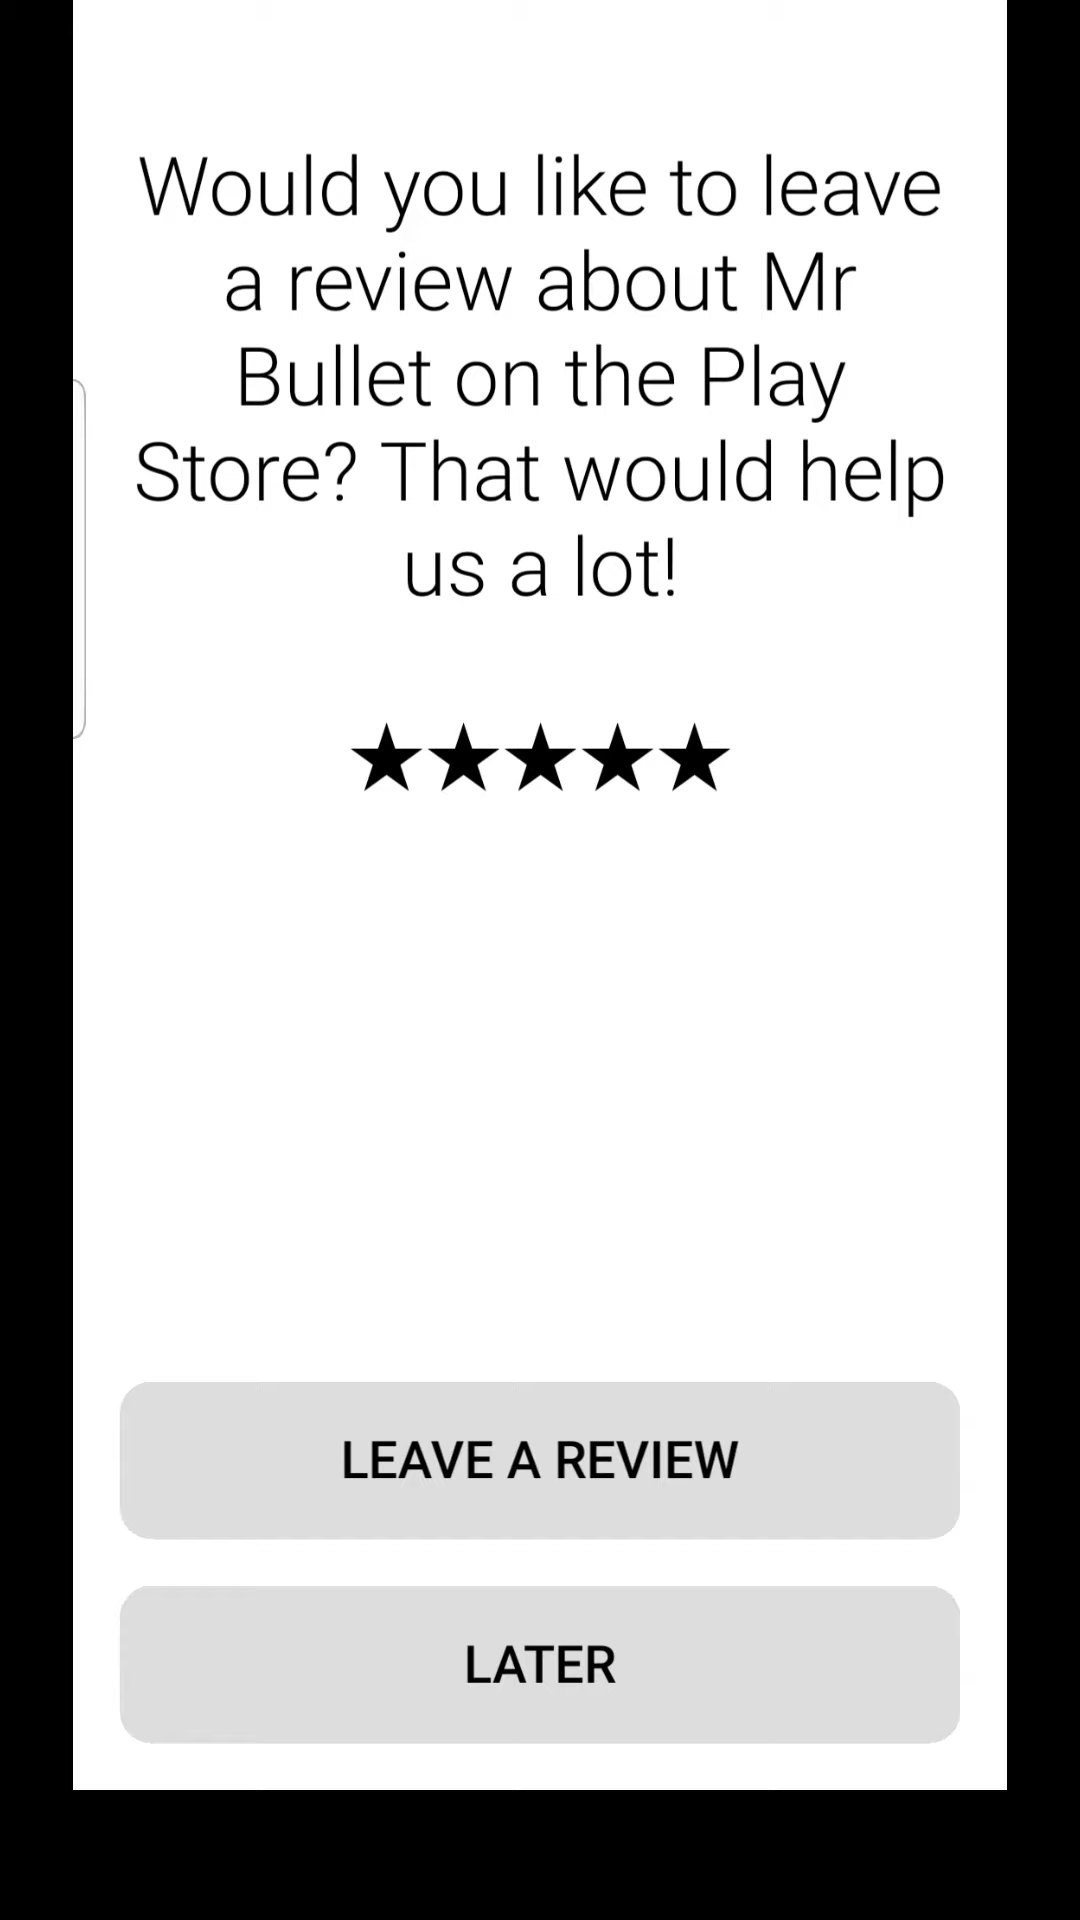 Would you like to leave
a review about Mr
Bullet on the Play
Store? That would help
us a lot!
★★★★★
LEAVE A REVIEW
LATER